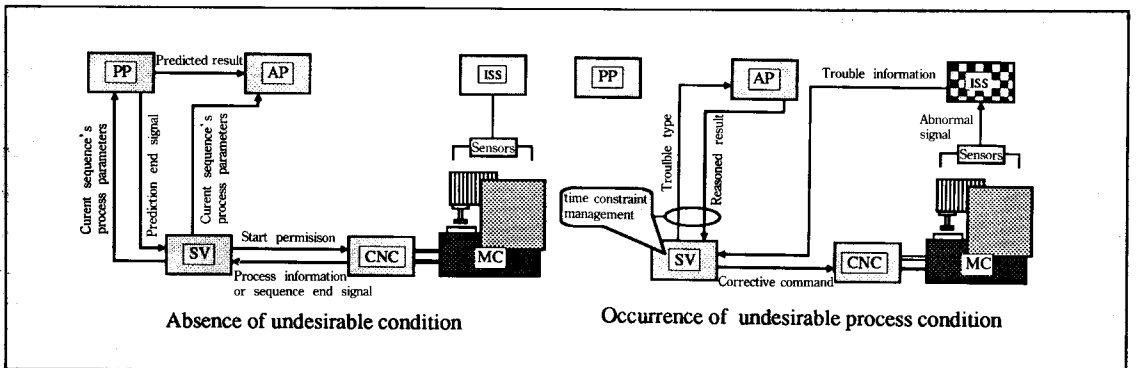 PP
Predicted result
AP
ISS
Sensors
Curent sequence's
process parameters
Prediction end signal
Curent sequence's
process parameters
SV
Start permisison
CNC
MC
Process information
or sequence end signal
Absence of undesirable condition
PP
AP
Trouble information
ISS
Abnormal
signal
Sensors
Troulble type
Reasoned result
time constraint
management
SV
CNC
MC
Corrective command
Occurrence of undesirable process condition